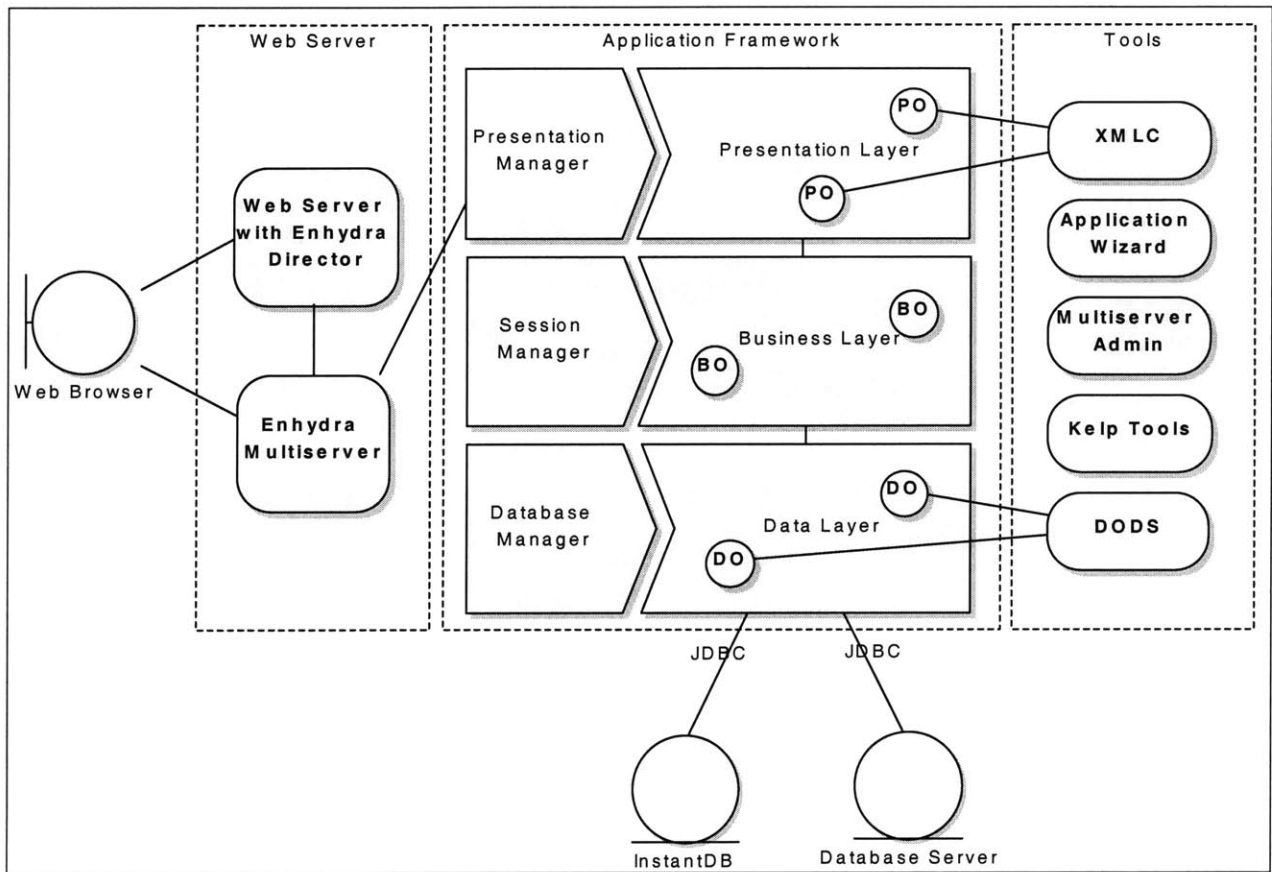 Web Server
Application Framework
Tools
Presentation
Manager
Presentation Layer
PO
PO
XMLC
Web Server
with Enhydra
Director
Application
Wizard
Web Browser
Session
Manager
Business Layer
BO
BO
Multiserver
Admin
Enhydra
Multiserver
Kelp Tools
Database
Manager
Data Layer
DO
DO
DODS
JDBC
JDBC
InstantDB
Database Server